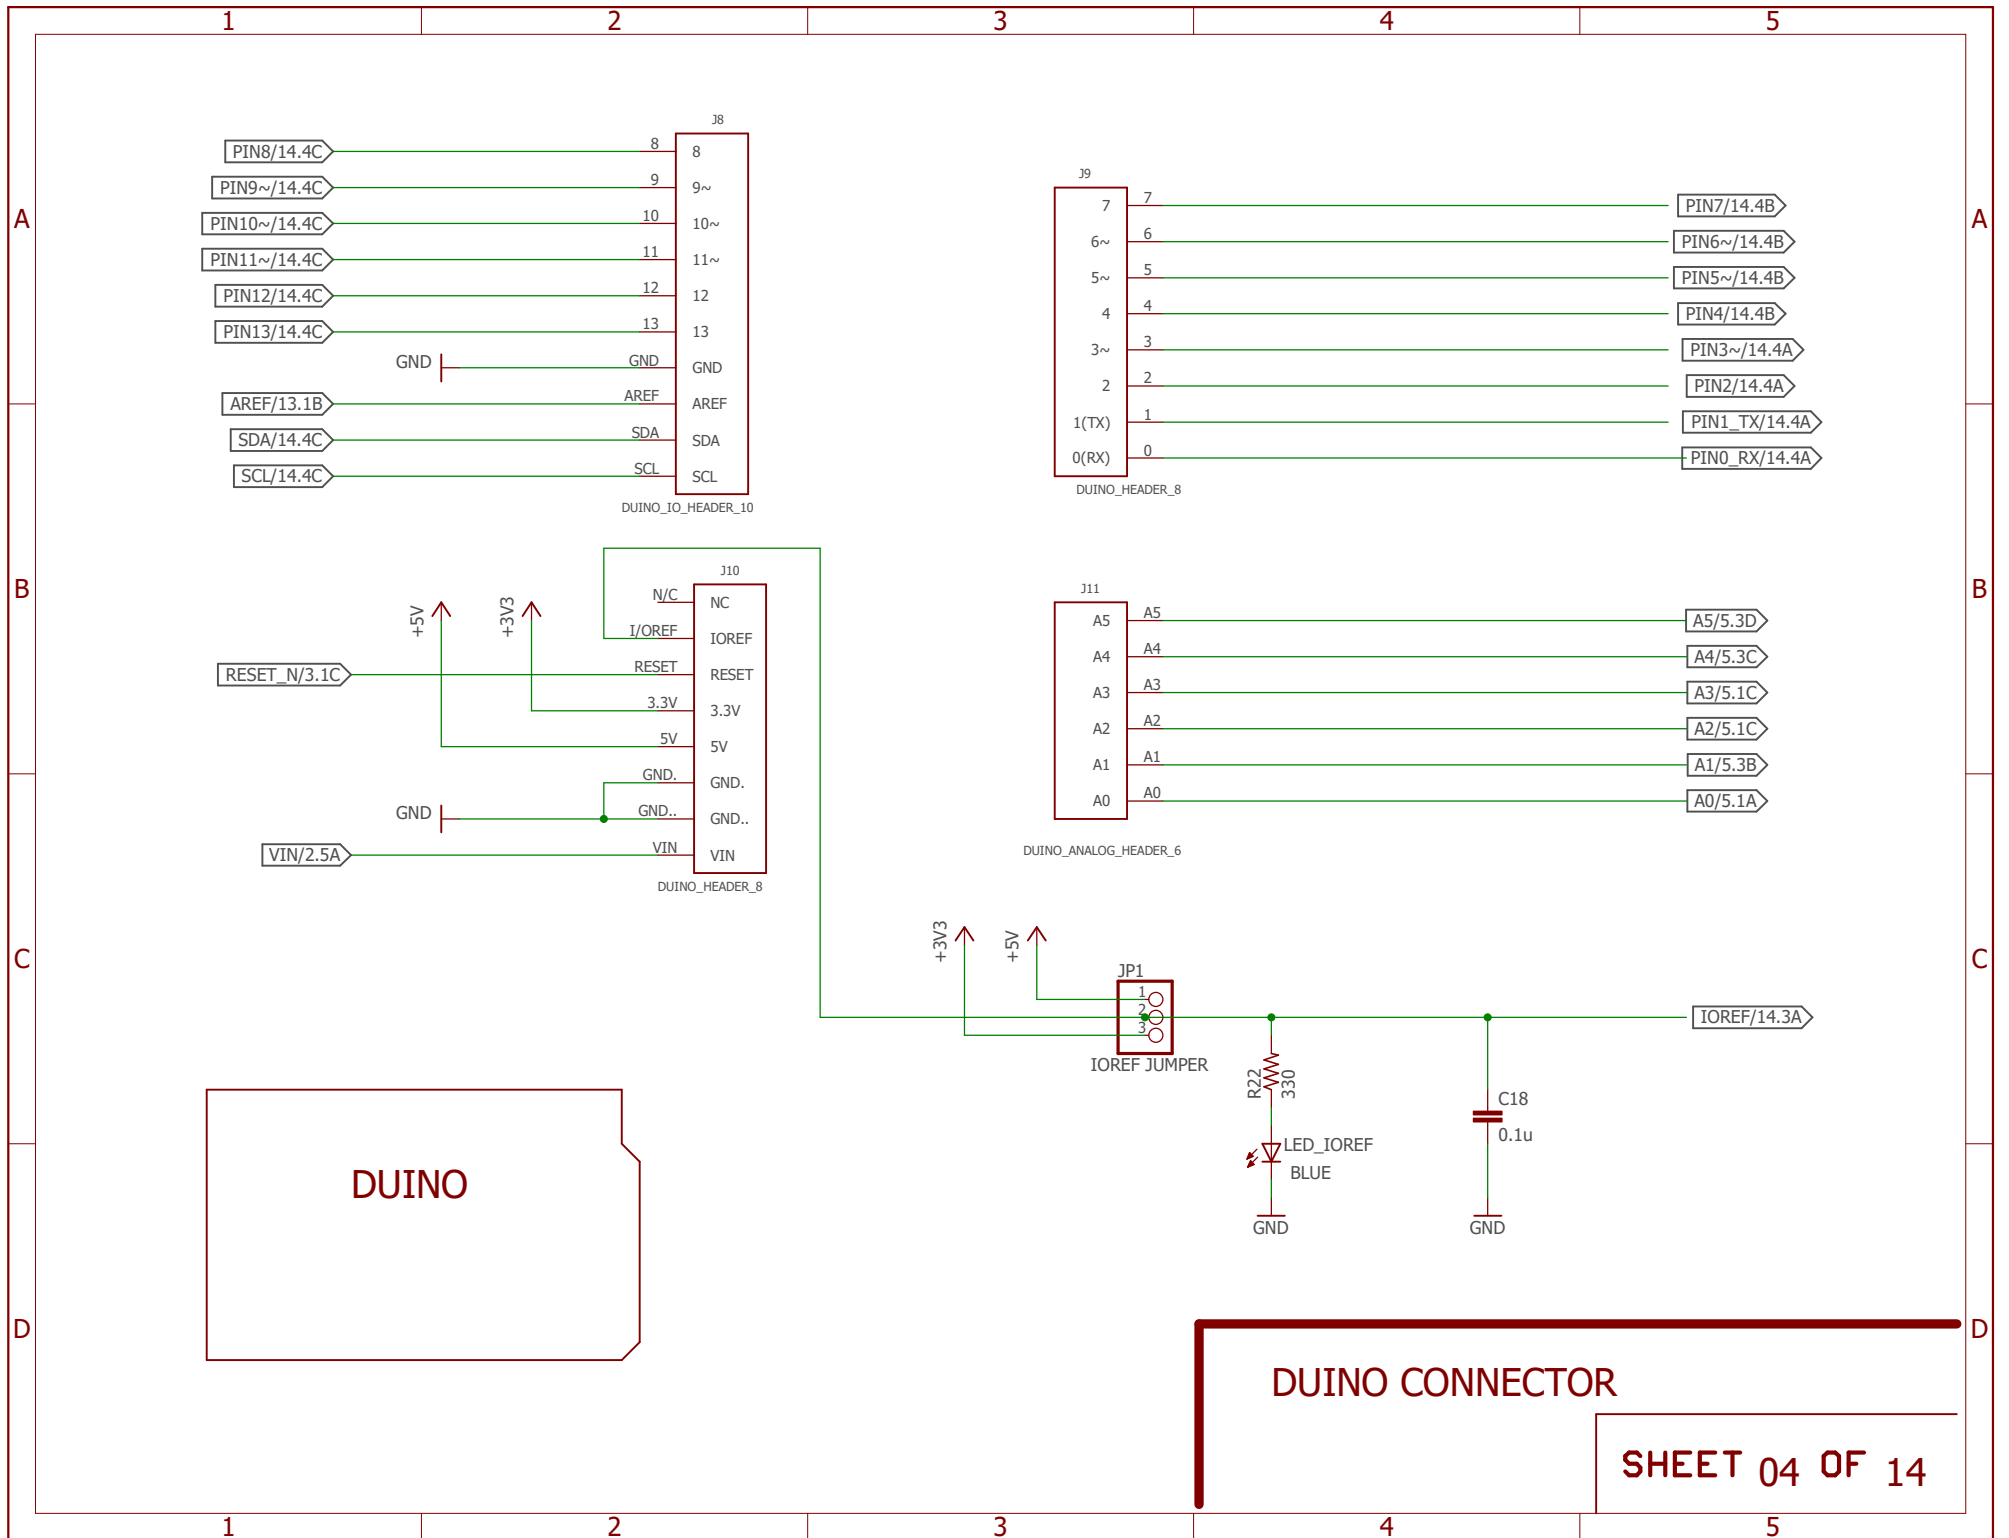 1 2 3 4 5
A A
B B
C C
D D
J8
PIN8/14.4C 8 8
PIN9~/14.4C 9 9~
PIN10~/14.4C 10 10~
PIN11~/14.4C 11 11~
PIN12/14.4C 12 12
PIN13/14.4C 13 13
GND GND GND
AREF/13.1B AREF AREF
SDA/14.4C SDA SDA
SCL/14.4C SCL SCL
DUINO_IO_HEADER_10
J9
7 7 PIN7/14.4B
6~ 6 PIN6~/14.4B
5~ 5 PIN5~/14.4B
4 4 PIN4/14.4B
3~ 3 PIN3~/14.4A
2 2 PIN2/14.4A
1(TX) 1 PIN1_TX/14.4A
0(RX) 0 PIN0_RX/14.4A
DUINO_HEADER_8
J10
+5V +3V3
N/C NC
I/OREF IOREF
RESET_N/3.1C RESET RESET
3.3V 3.3V
5V 5V
GND. GND.
GND GND.. GND..
VIN/2.5A VIN VIN
DUINO_HEADER_8
J11
A5 A5 A5/5.3D
A4 A4 A4/5.3C
A3 A3 A3/5.1C
A2 A2 A2/5.1C
A1 A1 A1/5.3B
A0 A0 A0/5.1A
DUINO_ANALOG_HEADER_6
+3V3 +5V
JP1
1
2
3
IOREF JUMPER
IOREF/14.3A
R22
330
LED_IOREF
BLUE
GND
C18
0.1u
GND
DUINO
DUINO CONNECTOR
SHEET 04 OF 14
1 2 3 4 5